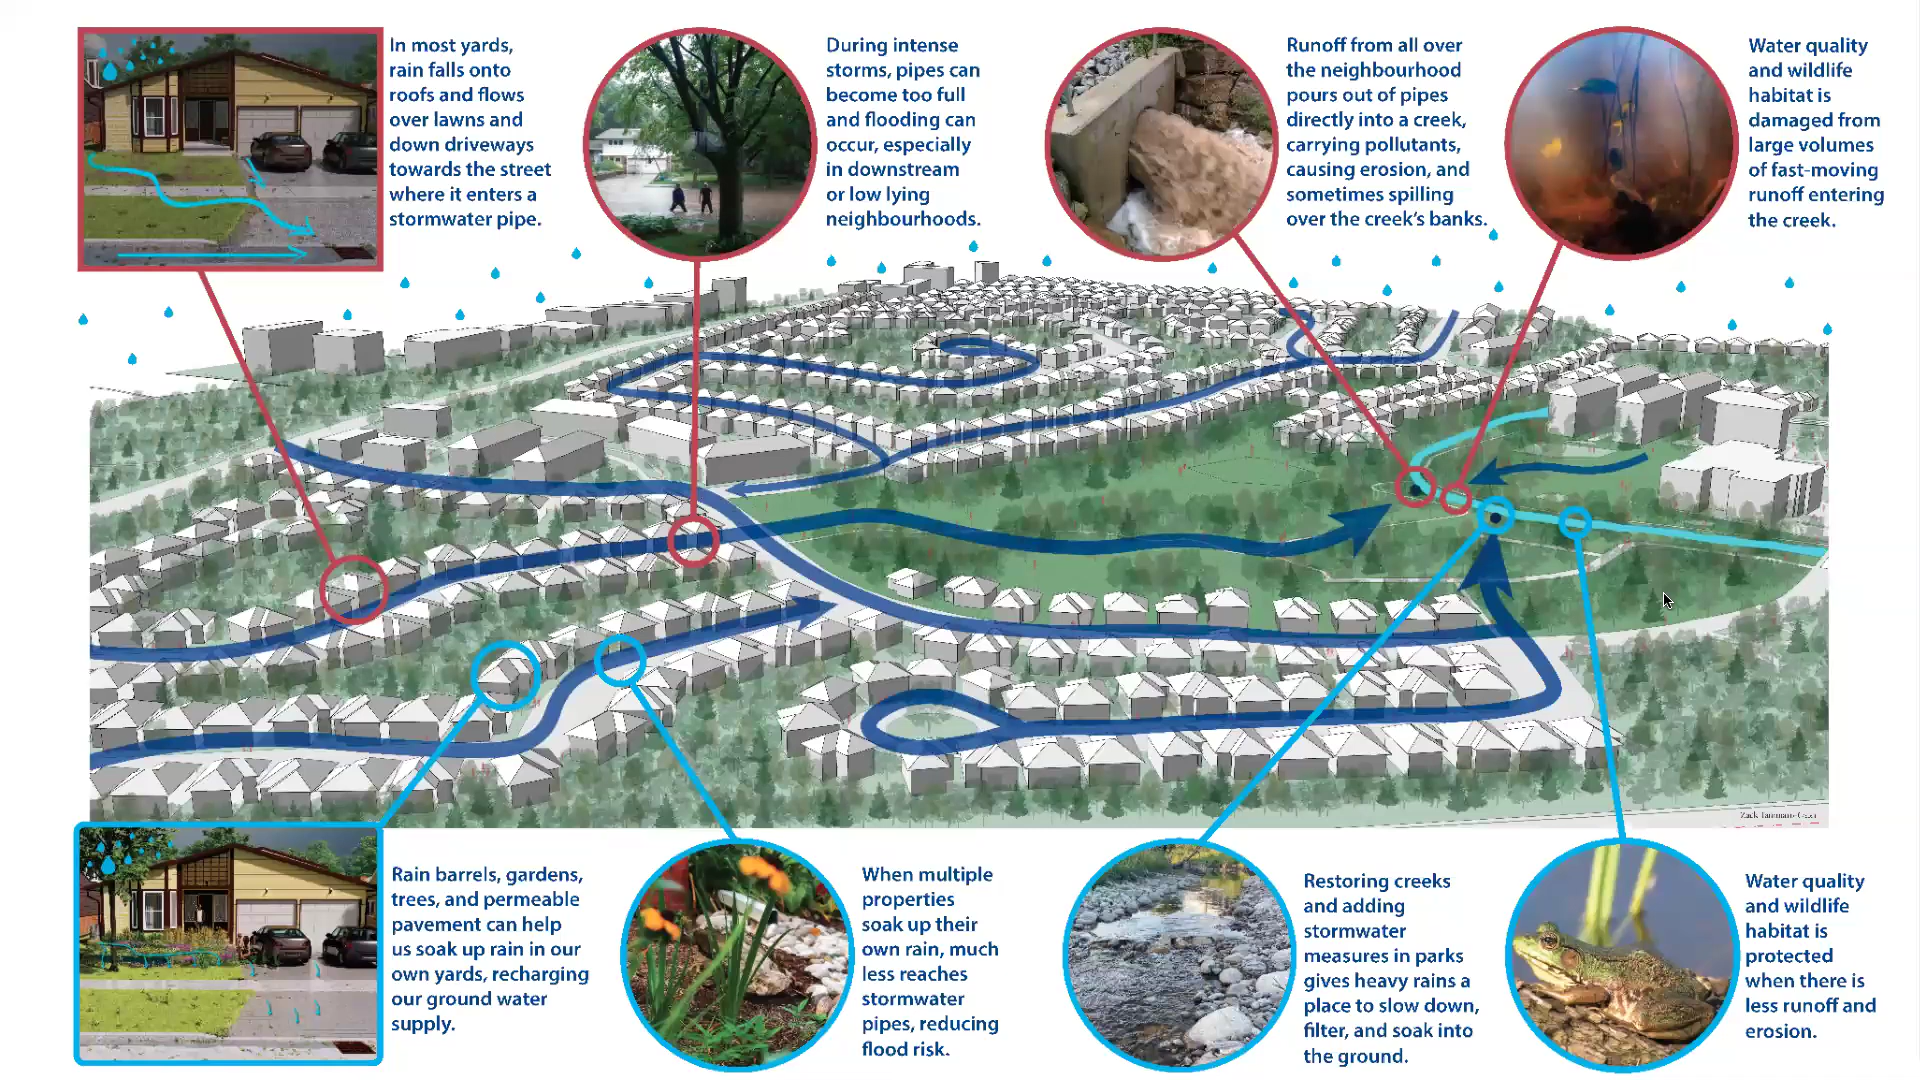 In most yards,
rain falls onto
roofs and flows
over lawns and
down driveways
towards the street
where it enters a
stormwater pipe.
During intense
storms, pipes can
become too full
and flooding can
occur, especially
in downstream
or low lying
neighbourhoods.
Runoff from all over
the neighbourhood
pours out of pipes
directly into a creek,
carrying pollutants,
causing erosion, and
sometimes spilling
over the creek's banks.
Water quality
and wildlife
habitat is
damaged from
large volumes
of fast-moving
runoff entering
the creek.
Rain barrels, gardens,
trees, and permeable
pavement can help
us soak up rain in our
own yards, recharging
our ground water
supply.
When multiple
properties
soak up their
own rain, much
less reaches
stormwater
pipes, reducing
flood risk.
Restoring creeks
and adding
stormwater
measures in parks
gives heavy rains a
place to slow down,
filter, and soak into
the ground.
Water quality
and wildlife
habitat is
protected
when there is
less runoff and
erosion.